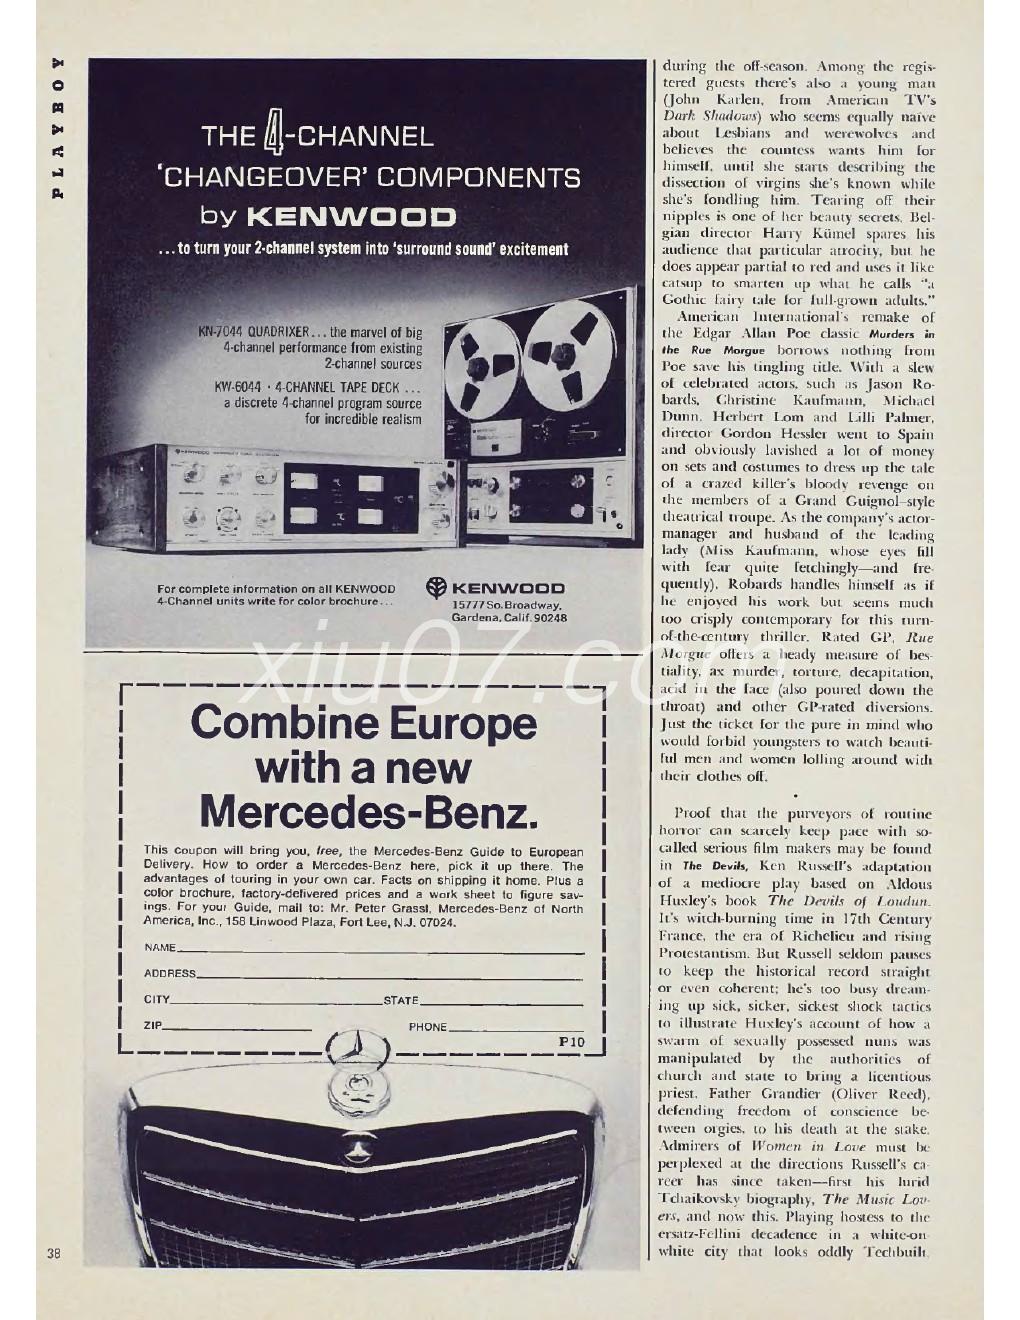 PLAYBOY
THE 4-CHANNEL
'CHANGEOVER' COMPONENTS
by KENWOOD
...to turn your 2-channel system into 'surround sound' excitement
KN-7044 QUADRIXER... the marvel of big
4-channel performance from existing
2-channel sources
KW-6044 · 4-CHANNEL TAPE DECK ...
a discrete 4-channel program source
for incredible realism
KENWOOD
For complete information on all KENWOOD
4-Channel units write for color brochure...
KENWOOD
15777 So. Broadway,
Gardena, Calif. 90248
Combine Europe
with a new
Mercedes-Benz.
This coupon will bring you, free, the Mercedes-Benz Guide to European
Delivery. How to order a Mercedes-Benz here, pick it up there. The
advantages of touring in your own car. Facts on shipping it home. Plus a
color brochure, factory-delivered prices and a work sheet to figure sav-
ings. For your Guide, mail to: Mr. Peter Grassl, Mercedes-Benz of North
America, Inc., 158 Linwood Plaza, Fort Lee, N.J. 07024.
NAME
ADDRESS
CITY STATE
ZIP PHONE
P10
38
during the off-season. Among the regis-
tered guests there's also a young man
(John Karlen, from American TV's
Dark Shadows) who seems equally naïve
about Lesbians and werewolves and
believes the countess wants him for
himself, until she starts describing the
dissection of virgins she's known while
she's fondling him. Tearing off their
nipples is one of her beauty secrets. Bel-
gian director Harry Kümel spares his
audience that particular atrocity, but he
does appear partial to red and uses it like
catsup to smarten up what he calls "a
Gothic fairy tale for full-grown adults."
American International's remake of
the Edgar Allan Poe classic Murders in
the Rue Morgue borrows nothing from
Poe save his tingling title. With a slew
of celebrated actors, such as Jason Ro-
bards, Christine Kaufmann, Michael
Dunn, Herbert Lom and Lilli Palmer,
director Gordon Hessler went to Spain
and obviously lavished a lot of money
on sets and costumes to dress up the tale
of a crazed killer's bloody revenge on
the members of a Grand Guignol-style
theatrical troupe. As the company's actor-
manager and husband of the leading
lady (Miss Kaufmann, whose eyes fill
with fear quite fetchingly—and fre-
quently), Robards handles himself as if
he enjoyed his work but seems much
too crisply contemporary for this turn-
of-the-century thriller. Rated GP, Rue
Morgue offers a heady measure of bes-
tiality, ax murder, torture, decapitation,
acid in the face (also poured down the
throat) and other GP-rated diversions.
Just the ticket for the pure in mind who
would forbid youngsters to watch beauti-
ful men and women lolling around with
their clothes off.
•
Proof that the purveyors of routine
horror can scarcely keep pace with so-
called serious film makers may be found
in The Devils, Ken Russell's adaptation
of a mediocre play based on Aldous
Huxley's book The Devils of Loudun.
It's witch-burning time in 17th Century
France, the era of Richelieu and rising
Protestantism. But Russell seldom pauses
to keep the historical record straight
or even coherent; he's too busy dream-
ing up sick, sicker, sickest shock tactics
to illustrate Huxley's account of how a
swarm of sexually possessed nuns was
manipulated by the authorities of
church and state to bring a licentious
priest, Father Grandier (Oliver Reed),
defending freedom of conscience be-
tween orgies, to his death at the stake.
Admirers of Women in Love must be
perplexed at the directions Russell's ca-
reer has since taken—first his lurid
Tchaikovsky biography, The Music Lov-
ers, and now this. Playing hostess to the
ersatz-Fellini decadence in a white-on-
white city that looks oddly Techbuilt,
xiu07.com